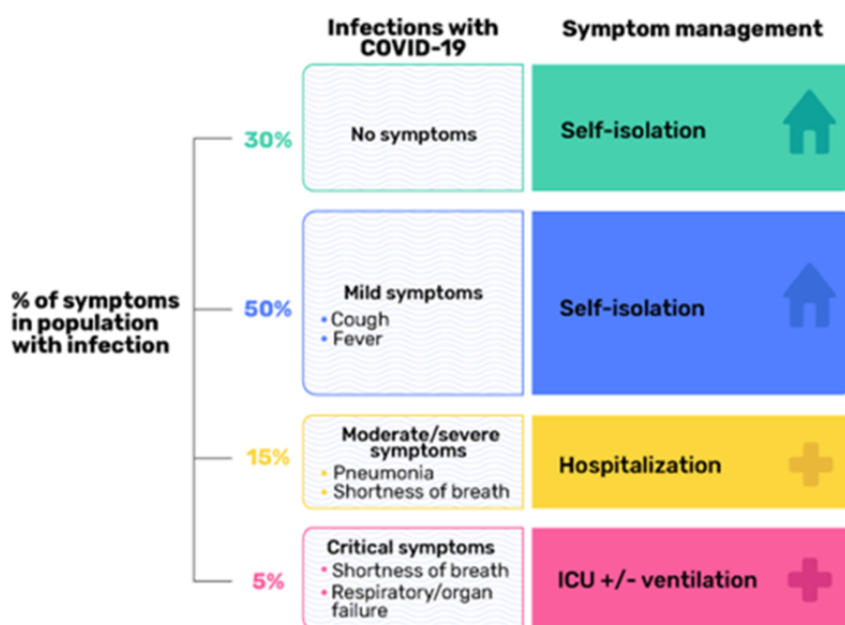 Infections with
COVID-19
Symptom management
30%
No symptoms
Self-isolation
% of symptoms
in population
with infection
50%
Mild symptoms
• Cough
• Fever
Self-isolation
15%
Moderate/severe
symptoms
• Pneumonia
• Shortness of breath
Hospitalization
5%
Critical symptoms
• Shortness of breath
• Respiratory/organ
failure
ICU +/- ventilation